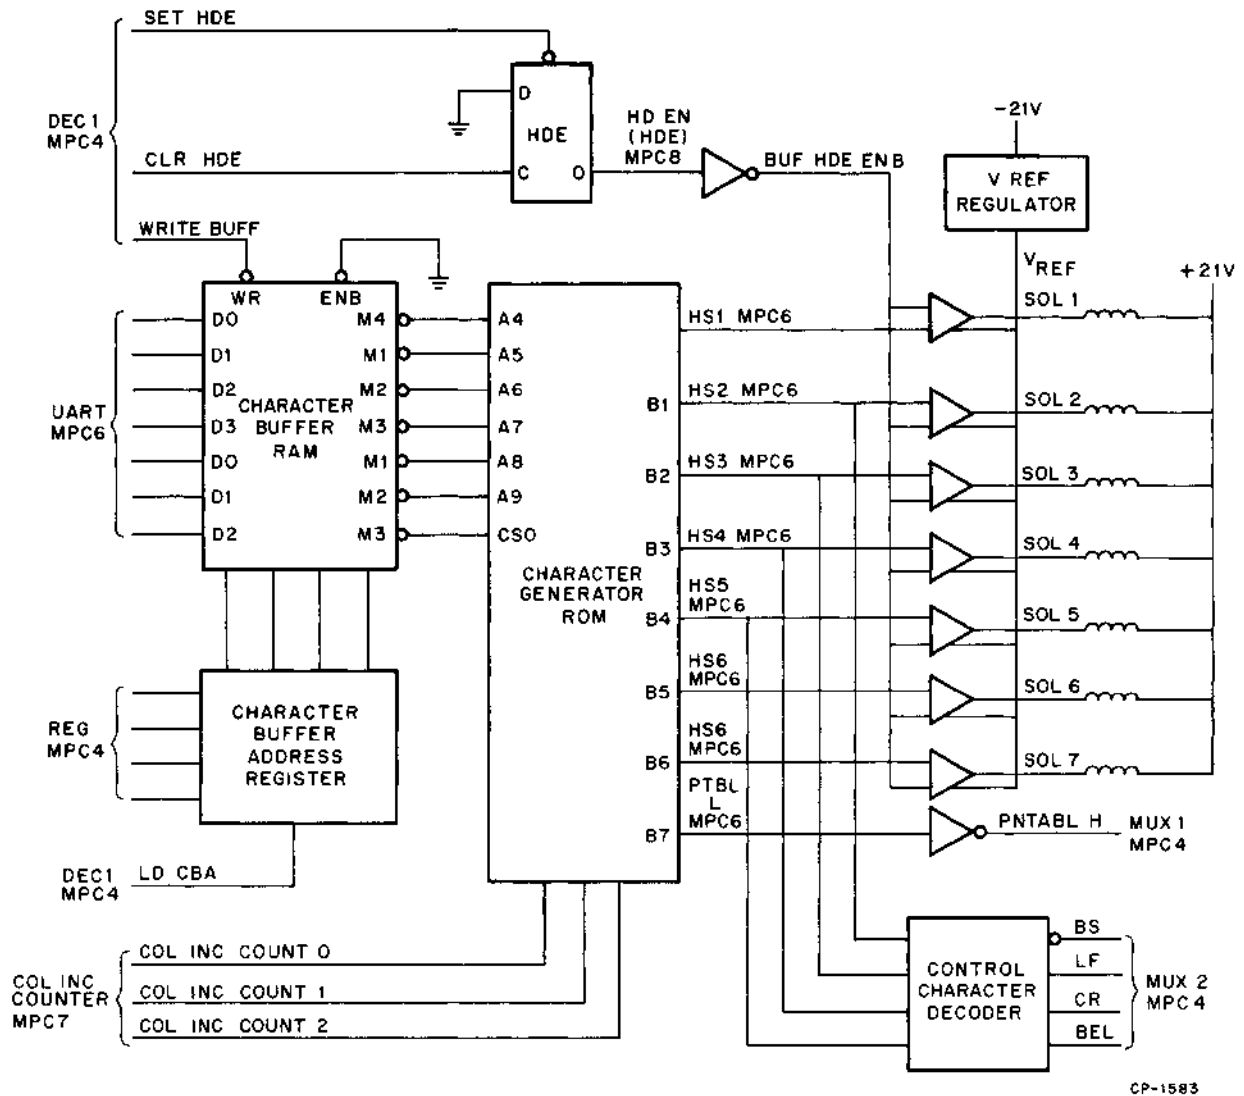 SET HDE
DEC1
MPC4
D
HDE
CLR HDE
C
O
HD EN
(HDE)
MPC8
BUF HDE ENB
-21V
V REF
REGULATOR
VREF
+21V
WRITE BUFF
WR
ENB
UART
MPC6
D0
D1
D2
D3
D0
D1
D2
CHARACTER
BUFFER
RAM
M4
M1
M2
M3
M1
M2
M3
A4
A5
A6
A7
A8
A9
CSO
CHARACTER
GENERATOR
ROM
B1
B2
B3
B4
B5
B6
B7
HS1 MPC6
HS2 MPC6
HS3 MPC6
HS4 MPC6
HS5
MPC6
HS6
MPC6
HS6
MPC6
PTBL
L
MPC6
SOL 1
SOL 2
SOL 3
SOL 4
SOL 5
SOL 6
SOL 7
PNTABL H
MUX 1
MPC4
REG
MPC4
CHARACTER
BUFFER
ADDRESS
REGISTER
DEC1
MPC4
LD CBA
COL INC
COUNTER
MPC7
COL INC COUNT 0
COL INC COUNT 1
COL INC COUNT 2
CONTROL
CHARACTER
DECODER
BS
LF
CR
BEL
MUX 2
MPC4
CP-1583